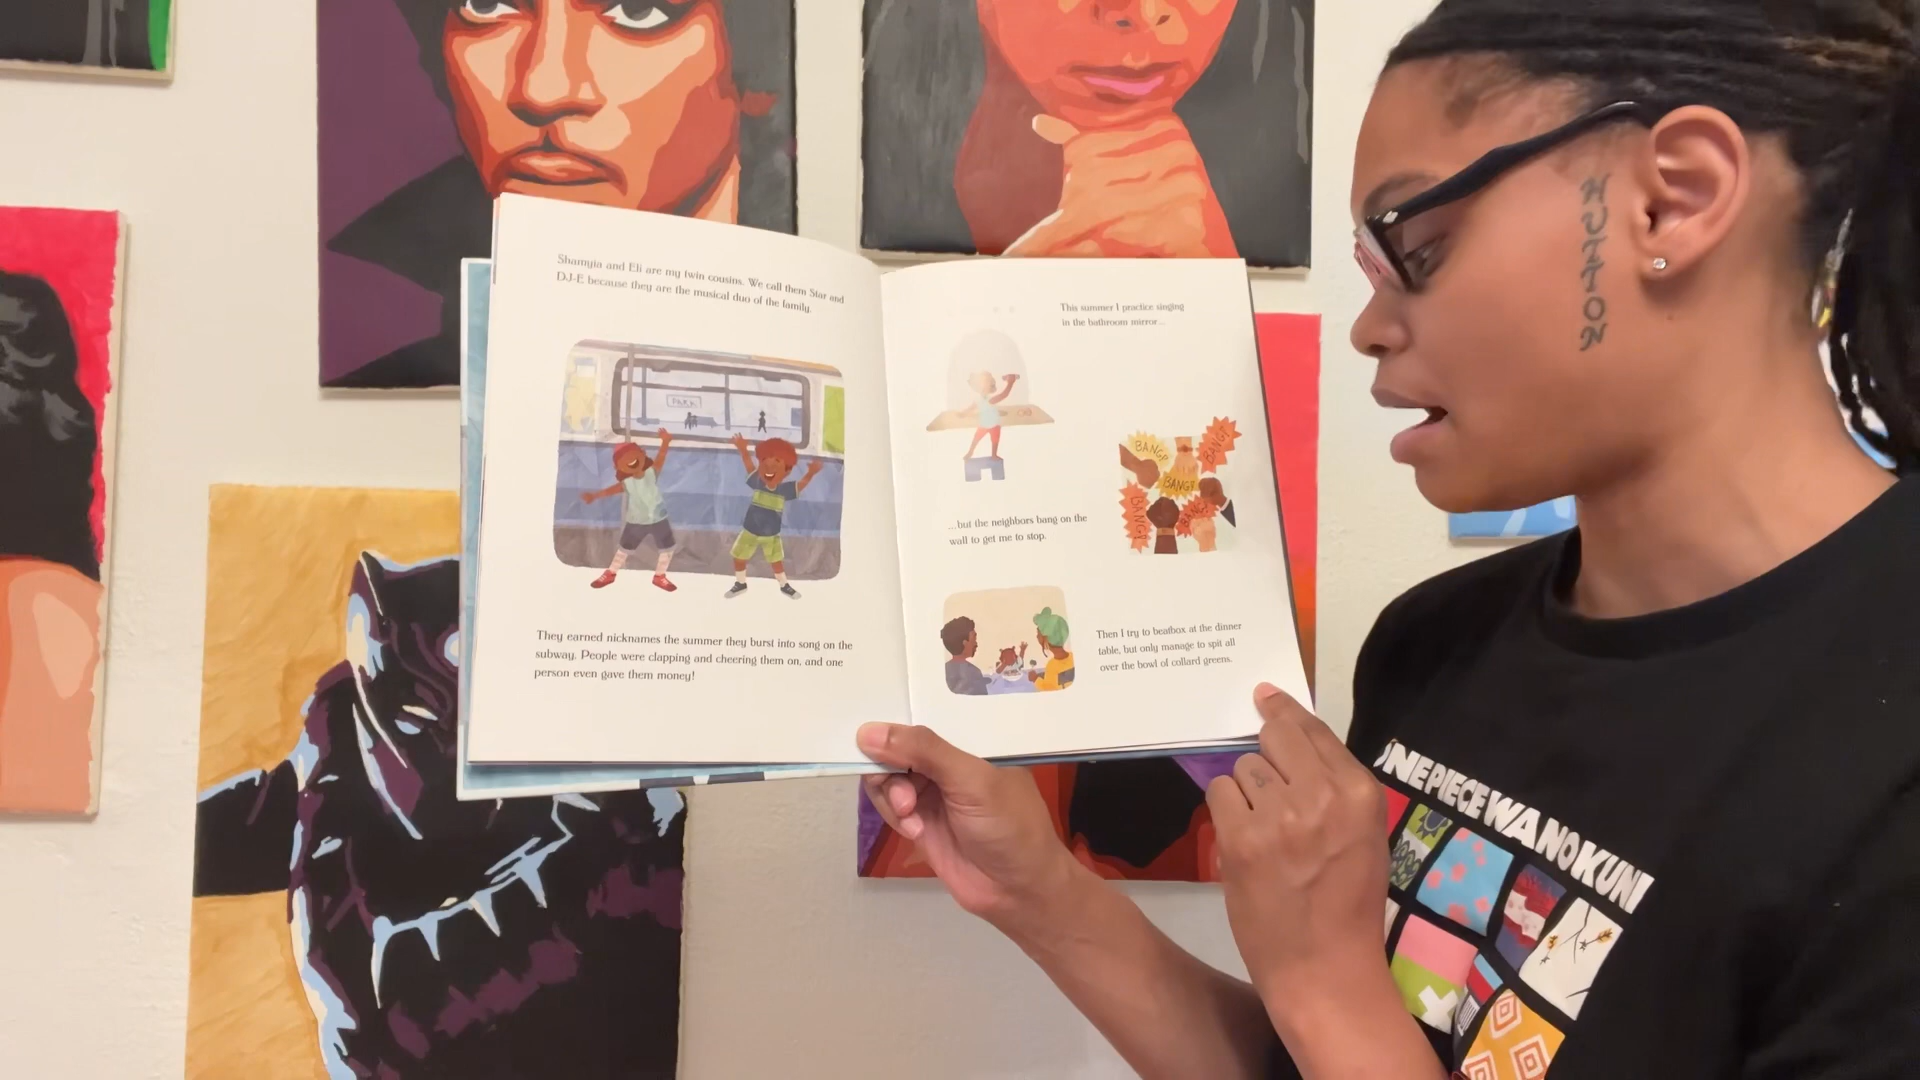 Shamyia and Eli are my twin cousins. We call them Star and
DJ-E because they are the musical duo of the family.
PARK
They earned nicknames the summer they burst into song on the
subway. People were clapping and cheering them on, and one
person even gave them money!
This summer I practice singing
in the bathroom mirror...
BANG!
BANG!
BANG!
BANG!
BANG!
...but the neighbors bang on the
wall to get me to stop.
Then I try to beatbox at the dinner
table, but only manage to spit all
over the bowl of collard greens.
HUTTON
ONEPIECEWANOKUNI